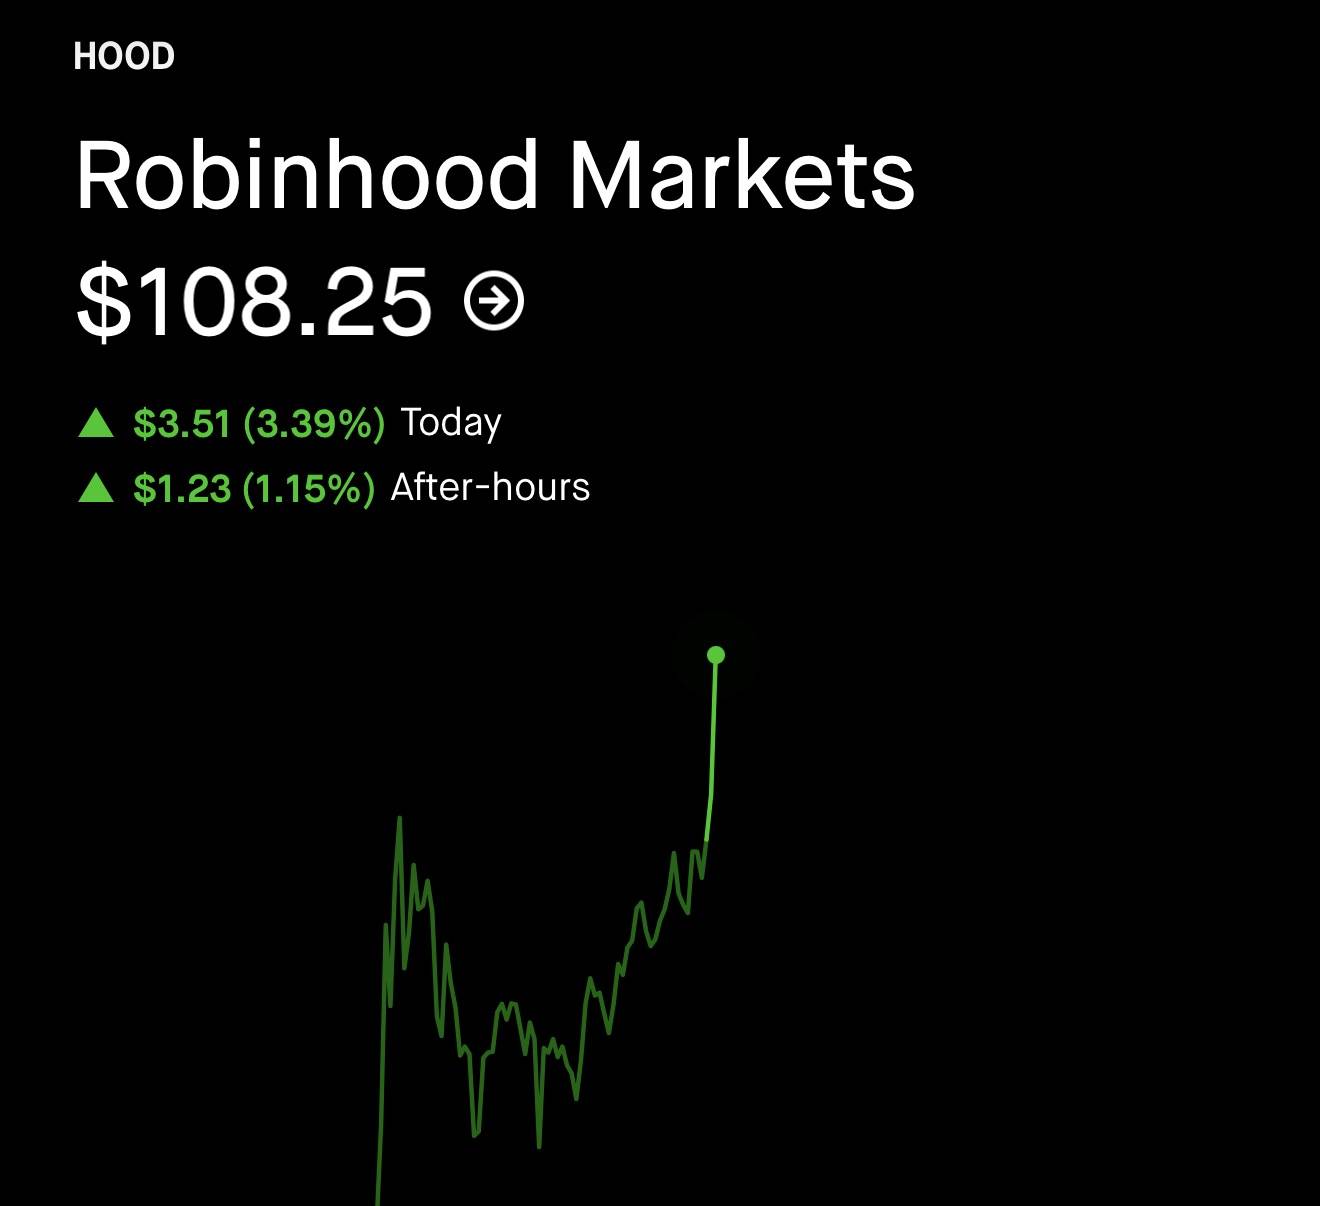 HOOD
Robinhood Markets
$108.25
$3.51 (3.39%) Today
$1.23 (1.15%) After-hours